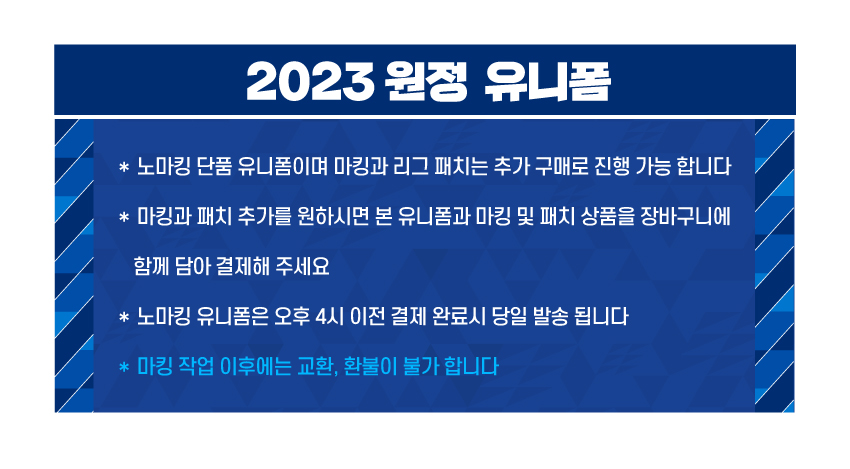 2023 원정 유니폼
* 노마킹 단품 유니폼이며 마킹과 리그 패치는 추가 구매로 진행 가능 합니다
* 마킹과 패치 추가를 원하시면 본 유니폼과 마킹 및 패치 상품을 장바구니에
함께 담아 결제해 주세요
* 노마킹 유니폼은 오후 4시 이전 결제 완료시 당일 발송 됩니다
* 마킹 작업 이후에는 교환, 환불이 불가 합니다